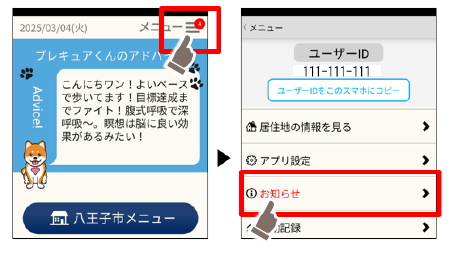 2025/03/04(火)
メニュー
4
ブレキュアくんのアドバ
Advice!
こんにちワン！よいペース
で歩いてます！目標達成ま
でファイト！腹式呼吸で深
呼吸〜。瞑想は脳に良い効
果があるみたい！
八王子市メニュー
メニュー
ユーザーID
111-111-111
ユーザーIDをこのスマホにコピー
居住地の情報を見る
アプリ設定
お知らせ
記録